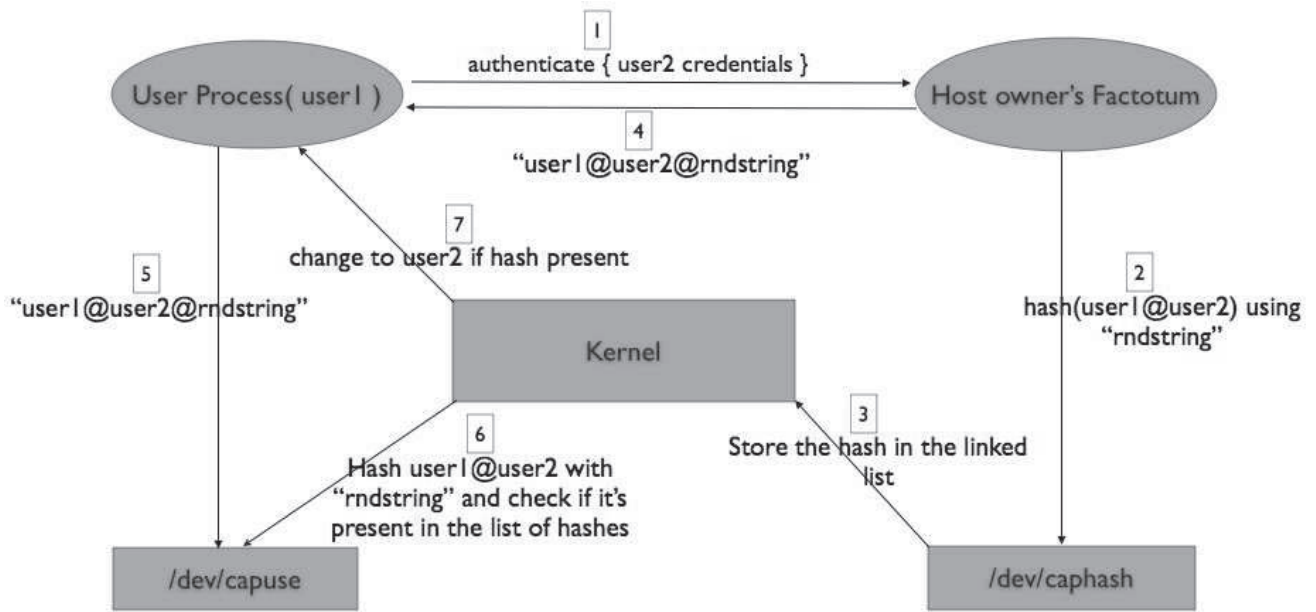 1
authenticate { user2 credentials }
User Process( user1 )
Host owner's Factotum
4
"user1@user2@rndstring"
7
change to user2 if hash present
5
"user1@user2@rndstring"
2
hash(user1@user2) using
"rndstring"
Kernel
3
Store the hash in the linked
list
6
Hash user1@user2 with
"rndstring" and check if it's
present in the list of hashes
/dev/capuse
/dev/caphash